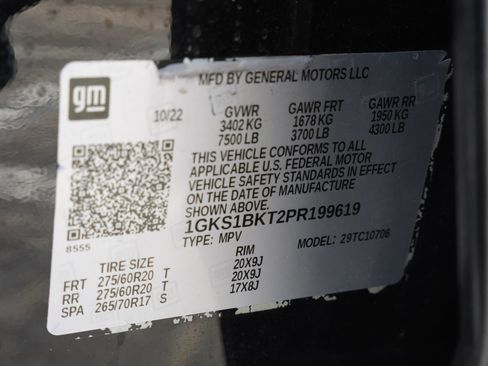 gm
MFD BY GENERAL MOTORS LLC
10/22 GVWR GAWR FRT GAWR RR
3402 KG 1678 KG 1950 KG
7500 LB 3700 LB 4300 LB
THIS VEHICLE CONFORMS TO ALL
APPLICABLE U.S. FEDERAL MOTOR
VEHICLE SAFETY STANDARDS IN EFFECT
ON THE DATE OF MANUFACTURE
SHOWN ABOVE.
1GKS1BKT2PR199619
TYPE: MPV MODEL: 29TC10706
8555
TIRE SIZE RIM
FRT 275/60R20 T 20X9J
RR 275/60R20 T 20X9J
SPA 265/70R17 S 17X8J